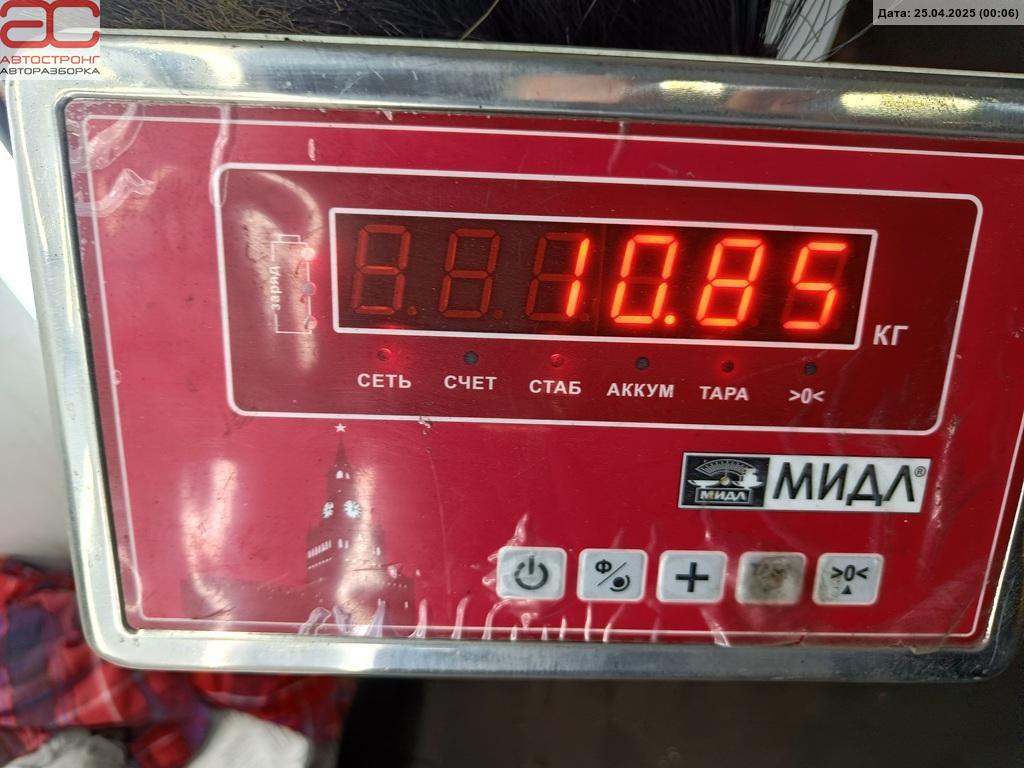 Дата: 25.04.2025 (00:06)
АС
АВТОСТРОНГ
АВТОРАЗБОРКА
заряд
10.85
КГ
СЕТЬ СЧЕТ СТАБ АККУМ ТАРА >0<
МИДЛ МИДЛ®
Ф
>0<